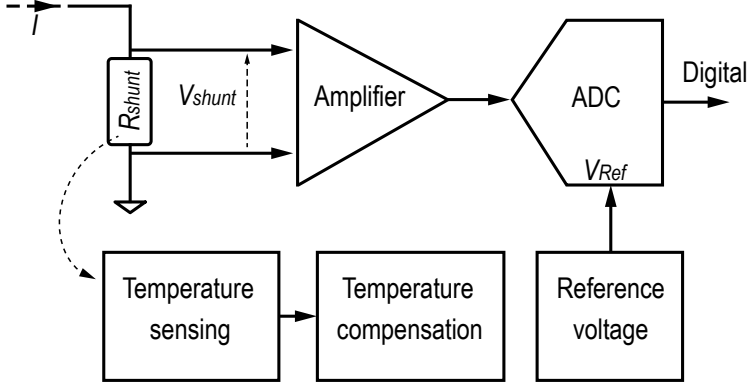 I
Rshunt
Vshunt
Amplifier
ADC
Digital
VRef
Temperature
sensing
Temperature
compensation
Reference
voltage